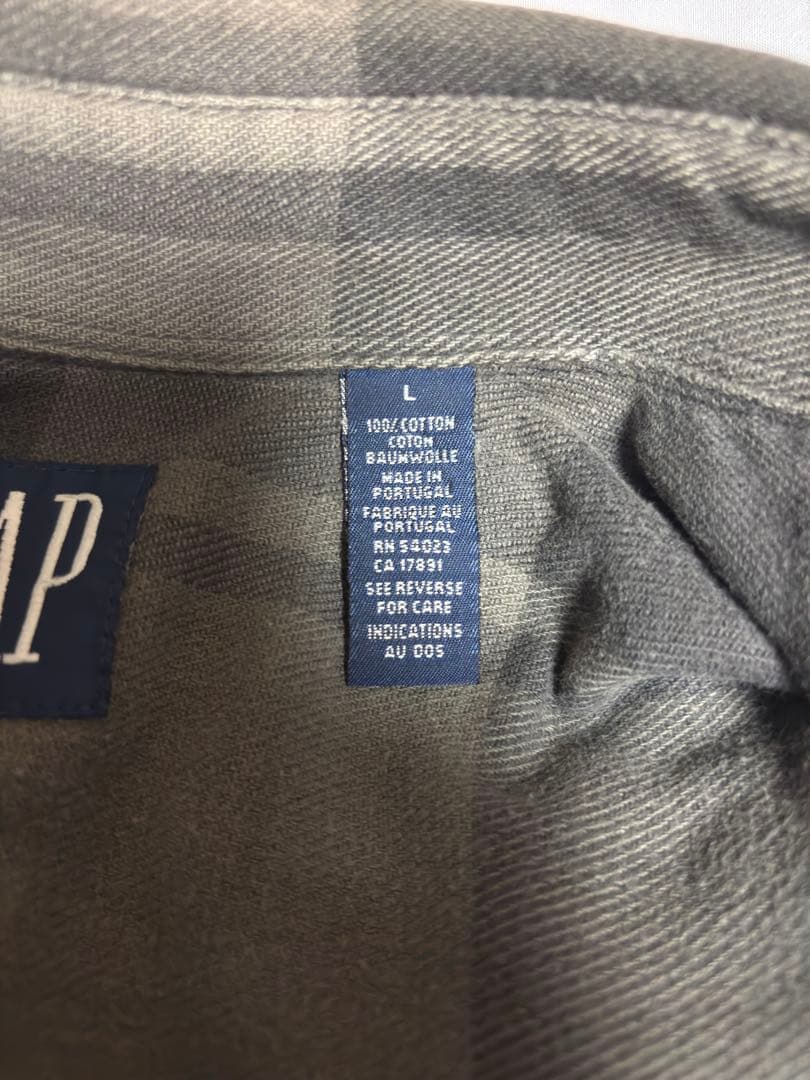 AP
L
100% COTTON
COTON
BAUMWOLLE
MADE IN
PORTUGAL
FABRIQUE AU
PORTUGAL
RN 54023
CA 17891
SEE REVERSE
FOR CARE
INDICATIONS
AU DOS